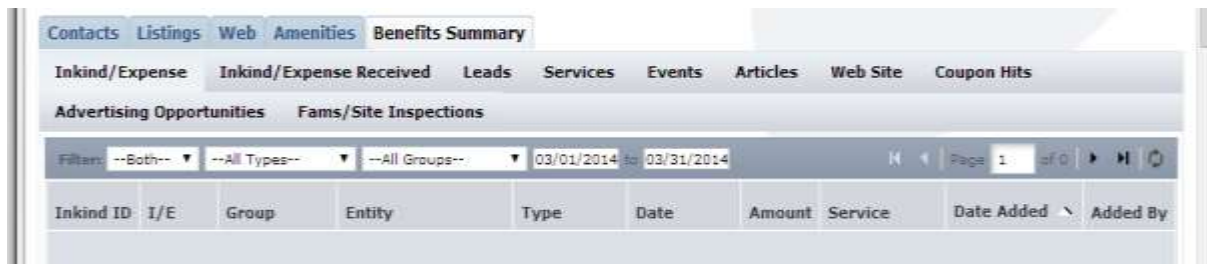 Contacts Listings Web Amenities Benefits Summary
Inkind/Expense Inkind/Expense Received Leads Services Events Articles Web Site Coupon Hits
Advertising Opportunities Fams/Site Inspections
Filter: --Both-- --All Types-- --All Groups-- 03/01/2014 to 03/31/2014 Page 1 of 0
Inkind ID I/E Group Entity Type Date Amount Service Date Added Added By